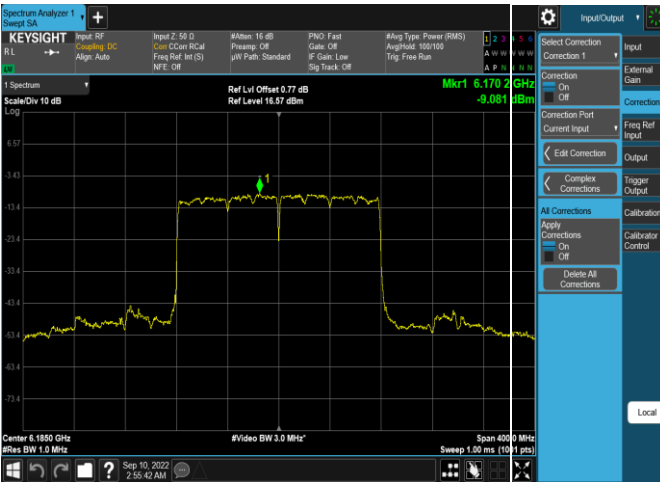 Spectrum Analyzer 1
Swept SA
KEYSIGHT
RL
Input: RF
Coupling: DC
Align: Auto
Input Z: 50 Ω
Corr CCorr RCal
Freq Ref: Int (S)
NFE: Off
#Atten: 16 dB
Preamp: Off
µW Path: Standard
PNO: Fast
Gate: Off
IF Gain: Low
Sig Track: Off
#Avg Type: Power (RMS)
Avg|Hold: 100/100
Trig: Free Run
1 2 3 4 5 6
A W W W W W
A P N N N N
1 Spectrum
Scale/Div 10 dB
Log
Ref Lvl Offset 0.77 dB
Ref Level 16.57 dBm
Mkr1 6.170 2 GHz
-9.081 dBm
1
6.57
-3.43
-13.4
-23.4
-33.4
-43.4
-53.4
-63.4
-73.4
Center 6.1850 GHz
#Res BW 1.0 MHz
#Video BW 3.0 MHz*
Span 400.0 MHz
Sweep 1.00 ms (1001 pts)
Sep 10, 2022
2:55:42 AM
Input/Output
Select Correction
Correction 1
Correction
On
Off
Correction Port
Current Input
Edit Correction
Complex
Corrections
All Corrections
Apply
Corrections
On
Off
Delete All
Corrections
Input
External
Gain
Correction
Freq Ref
Input
Output
Trigger
Output
Calibration
Calibrator
Control
Local